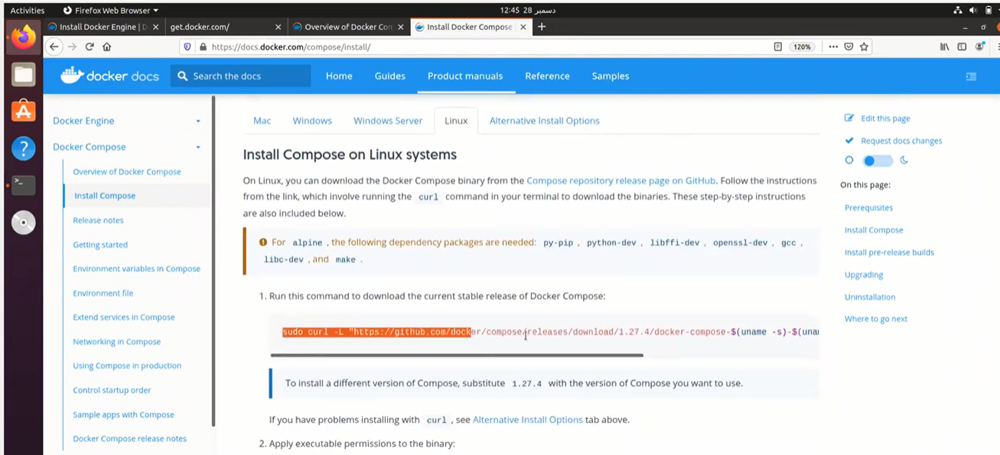 Activities
Firefox Web Browser
12:45 28 دسمبر
Install Docker Engine | D
get.docker.com/
Overview of Docker Con
Install Docker Compose
https://docs.docker.com/compose/install/
120%
docker docs
Search the docs
Home
Guides
Product manuals
Reference
Samples
Docker Engine
Docker Compose
Overview of Docker Compose
Install Compose
Release notes
Getting started
Environment variables in Compose
Environment file
Extend services in Compose
Networking in Compose
Using Compose in production
Control startup order
Sample apps with Compose
Docker Compose release notes
Mac
Windows
Windows Server
Linux
Alternative Install Options
Install Compose on Linux systems
On Linux, you can download the Docker Compose binary from the Compose repository release page on GitHub. Follow the instructions
from the link, which involve running the curl command in your terminal to download the binaries. These step-by-step instructions
are also included below.
For alpine , the following dependency packages are needed: py-pip , python-dev , libffi-dev , openssl-dev , gcc ,
libc-dev , and make .
1. Run this command to download the current stable release of Docker Compose:
sudo curl -L "https://github.com/docker/compose/releases/download/1.27.4/docker-compose-$(uname -s)-$(unam
To install a different version of Compose, substitute 1.27.4 with the version of Compose you want to use.
If you have problems installing with curl , see Alternative Install Options tab above.
2. Apply executable permissions to the binary:
Edit this page
Request docs changes
On this page:
Prerequisites
Install Compose
Install pre-release builds
Upgrading
Uninstallation
Where to go next